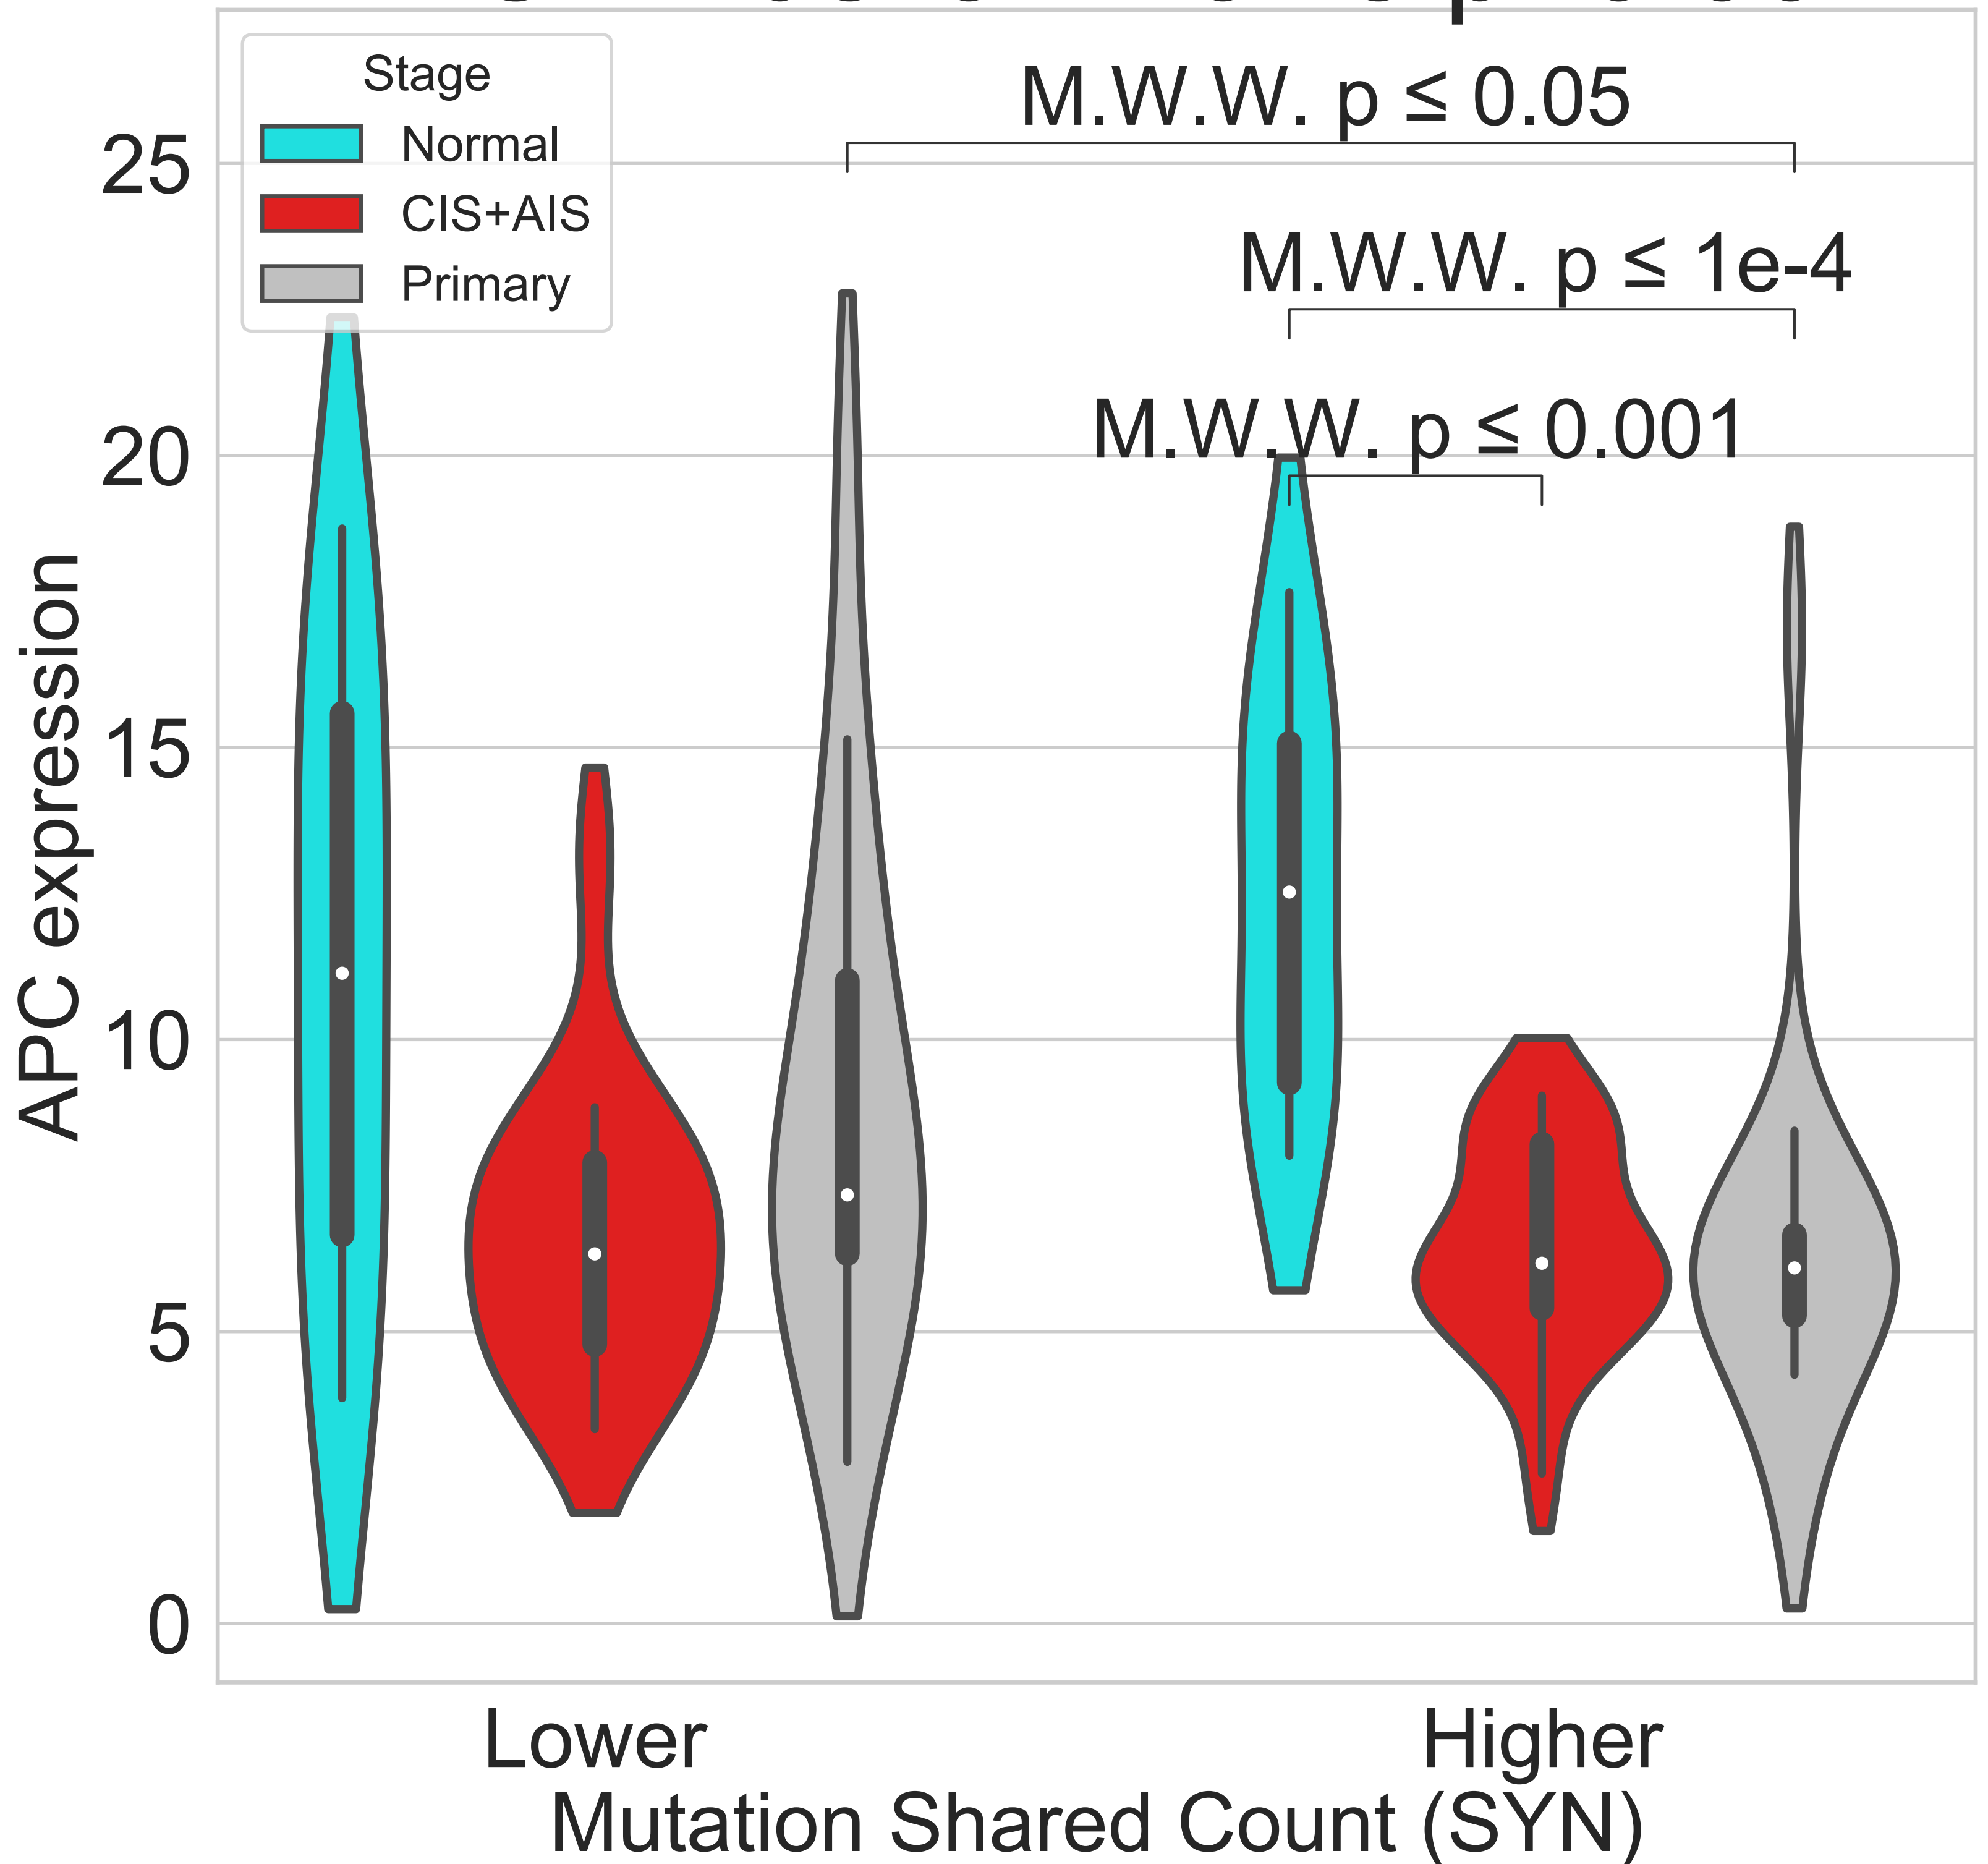 Stage
Normal
CIS+AIS
Primary
M.W.W. p ≤ 0.05
M.W.W. p ≤ 1e-4
M.W.W. p ≤ 0.001
25
20
15
10
5
0
APC expression
Lower
Higher
Mutation Shared Count (SYN)